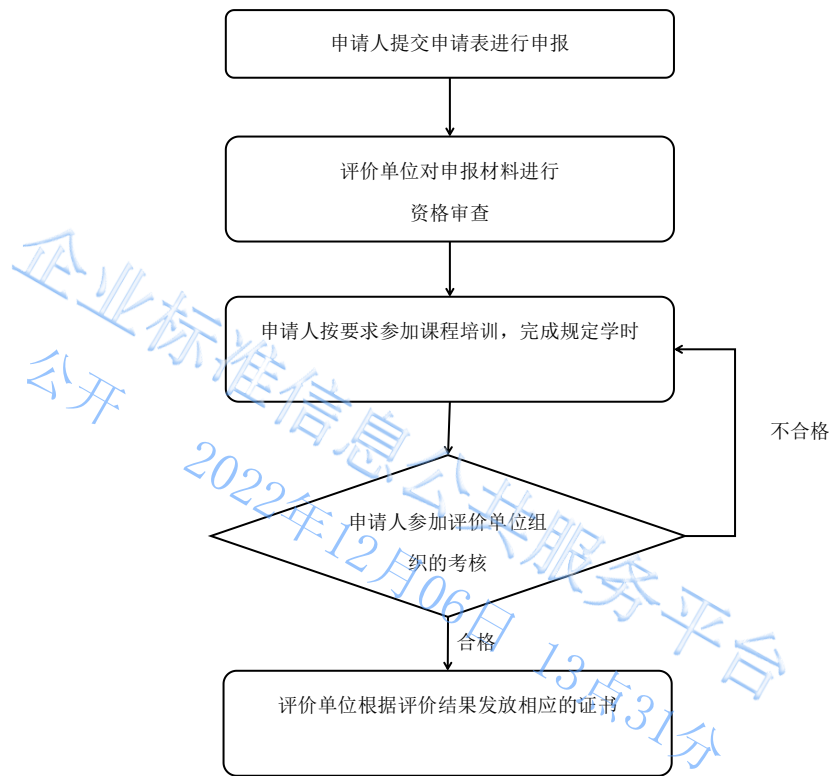 申请人提交申请表进行申报
评价单位对申报材料进行
资格审查
申请人按要求参加课程培训，完成规定学时
不合格
申请人参加评价单位组
织的考核
合格
评价单位根据评价结果发放相应的证书
企业标准信息公共服务平台
公开
2022年12月06日 13点31分